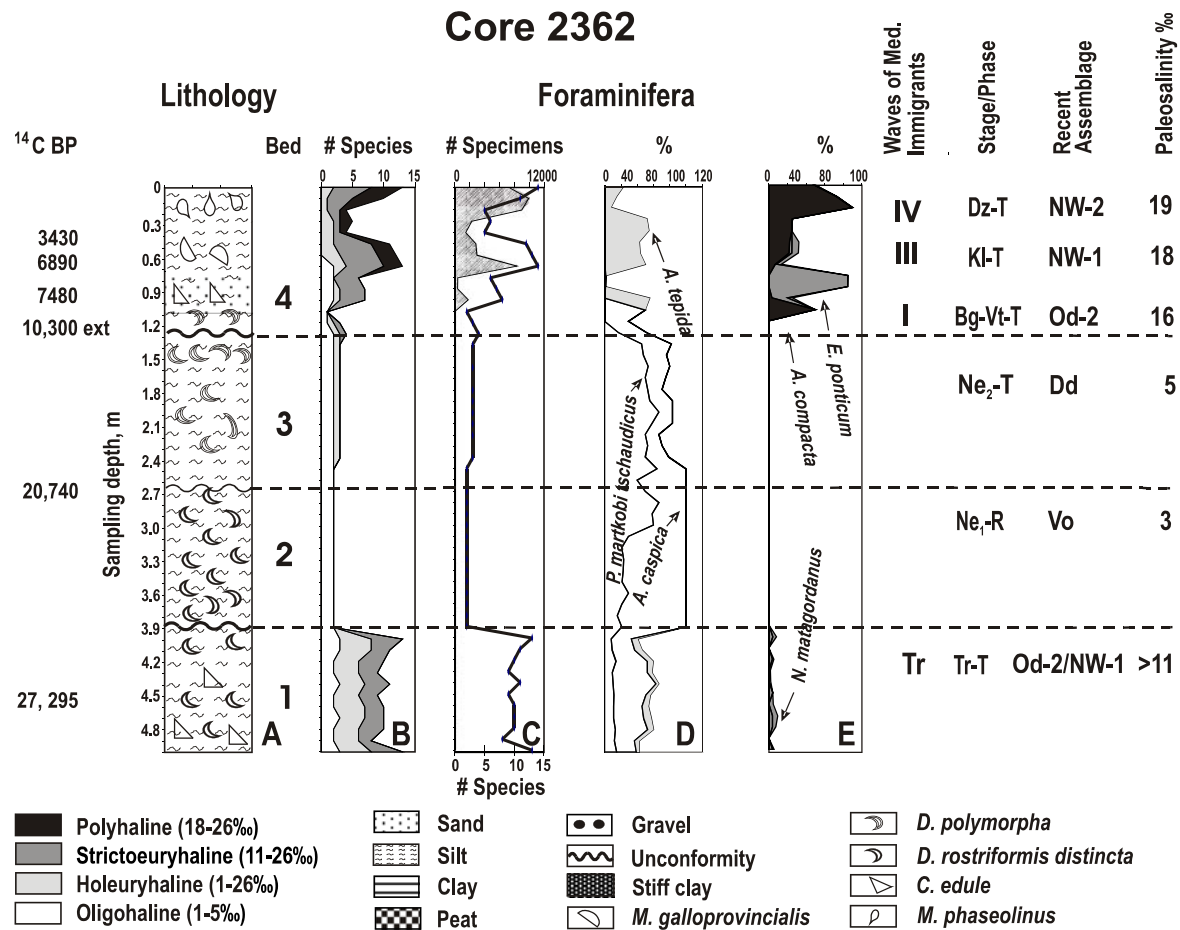 Core 2362
Lithology
Foraminifera
Waves of Med.
Immigrants
Stage/Phase
Recent
Assemblage
Paleosalinity ‰
¹⁴C BP
Bed
# Species
# Specimens
%
%
0 5 10 15
0 12000
0 40 80 120
0 40 80 100
Sampling depth, m
0
0.3
0.6
0.9
1.2
1.5
1.8
2.1
2.4
2.7
3.0
3.3
3.6
3.9
4.2
4.5
4.8
3430
6890
7480
10,300 ext
20,740
27, 295
4
3
2
1
A
B
C
D
E
0 5 10 15
# Species
A. tepida
P. martkobi tschaudicus
A. caspica
E. ponticum
A. compacta
N. matagordanus
IV Dz-T NW-2 19
III Kl-T NW-1 18
I Bg-Vt-T Od-2 16
Ne₂-T Dd 5
Ne₁-R Vo 3
Tr Tr-T Od-2/NW-1 >11
Polyhaline (18-26‰)
Strictoeuryhaline (11-26‰)
Holeuryhaline (1-26‰)
Oligohaline (1-5‰)
Sand
Silt
Clay
Peat
Gravel
Unconformity
Stiff clay
M. galloprovincialis
D. polymorpha
D. rostriformis distincta
C. edule
M. phaseolinus